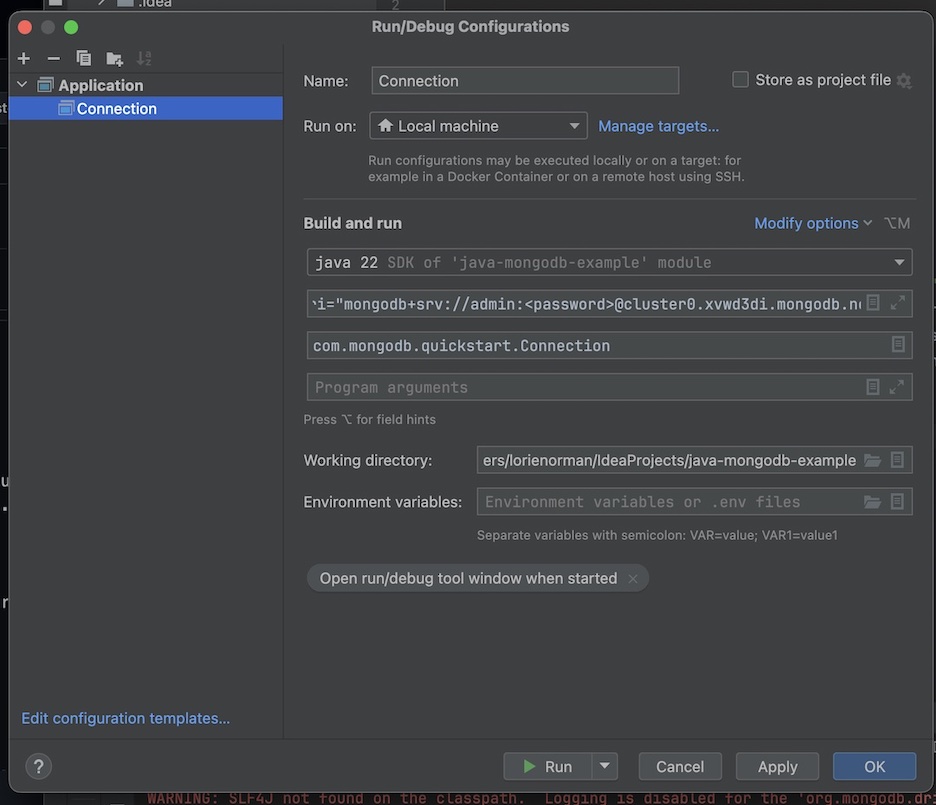 .idea
2
Run/Debug Configurations
Application
Connection
Name:
Connection
Store as project file
Run on:
Local machine
Manage targets...
Run configurations may be executed locally or on a target: for
example in a Docker Container or on a remote host using SSH.
Build and run
Modify options
⌥M
java 22 SDK of 'java-mongodb-example' module
i="mongodb+srv://admin:<password>@cluster0.xvwd3di.mongodb.ne
com.mongodb.quickstart.Connection
Program arguments
Press ⌥ for field hints
Working directory:
ers/lorienorman/IdeaProjects/java-mongodb-example
Environment variables:
Environment variables or .env files
Separate variables with semicolon: VAR=value; VAR1=value1
Open run/debug tool window when started
Edit configuration templates...
?
Run
Cancel
Apply
OK
WARNING: SLF4J not found on the classpath. Logging is disabled for the 'org.mongodb.dr